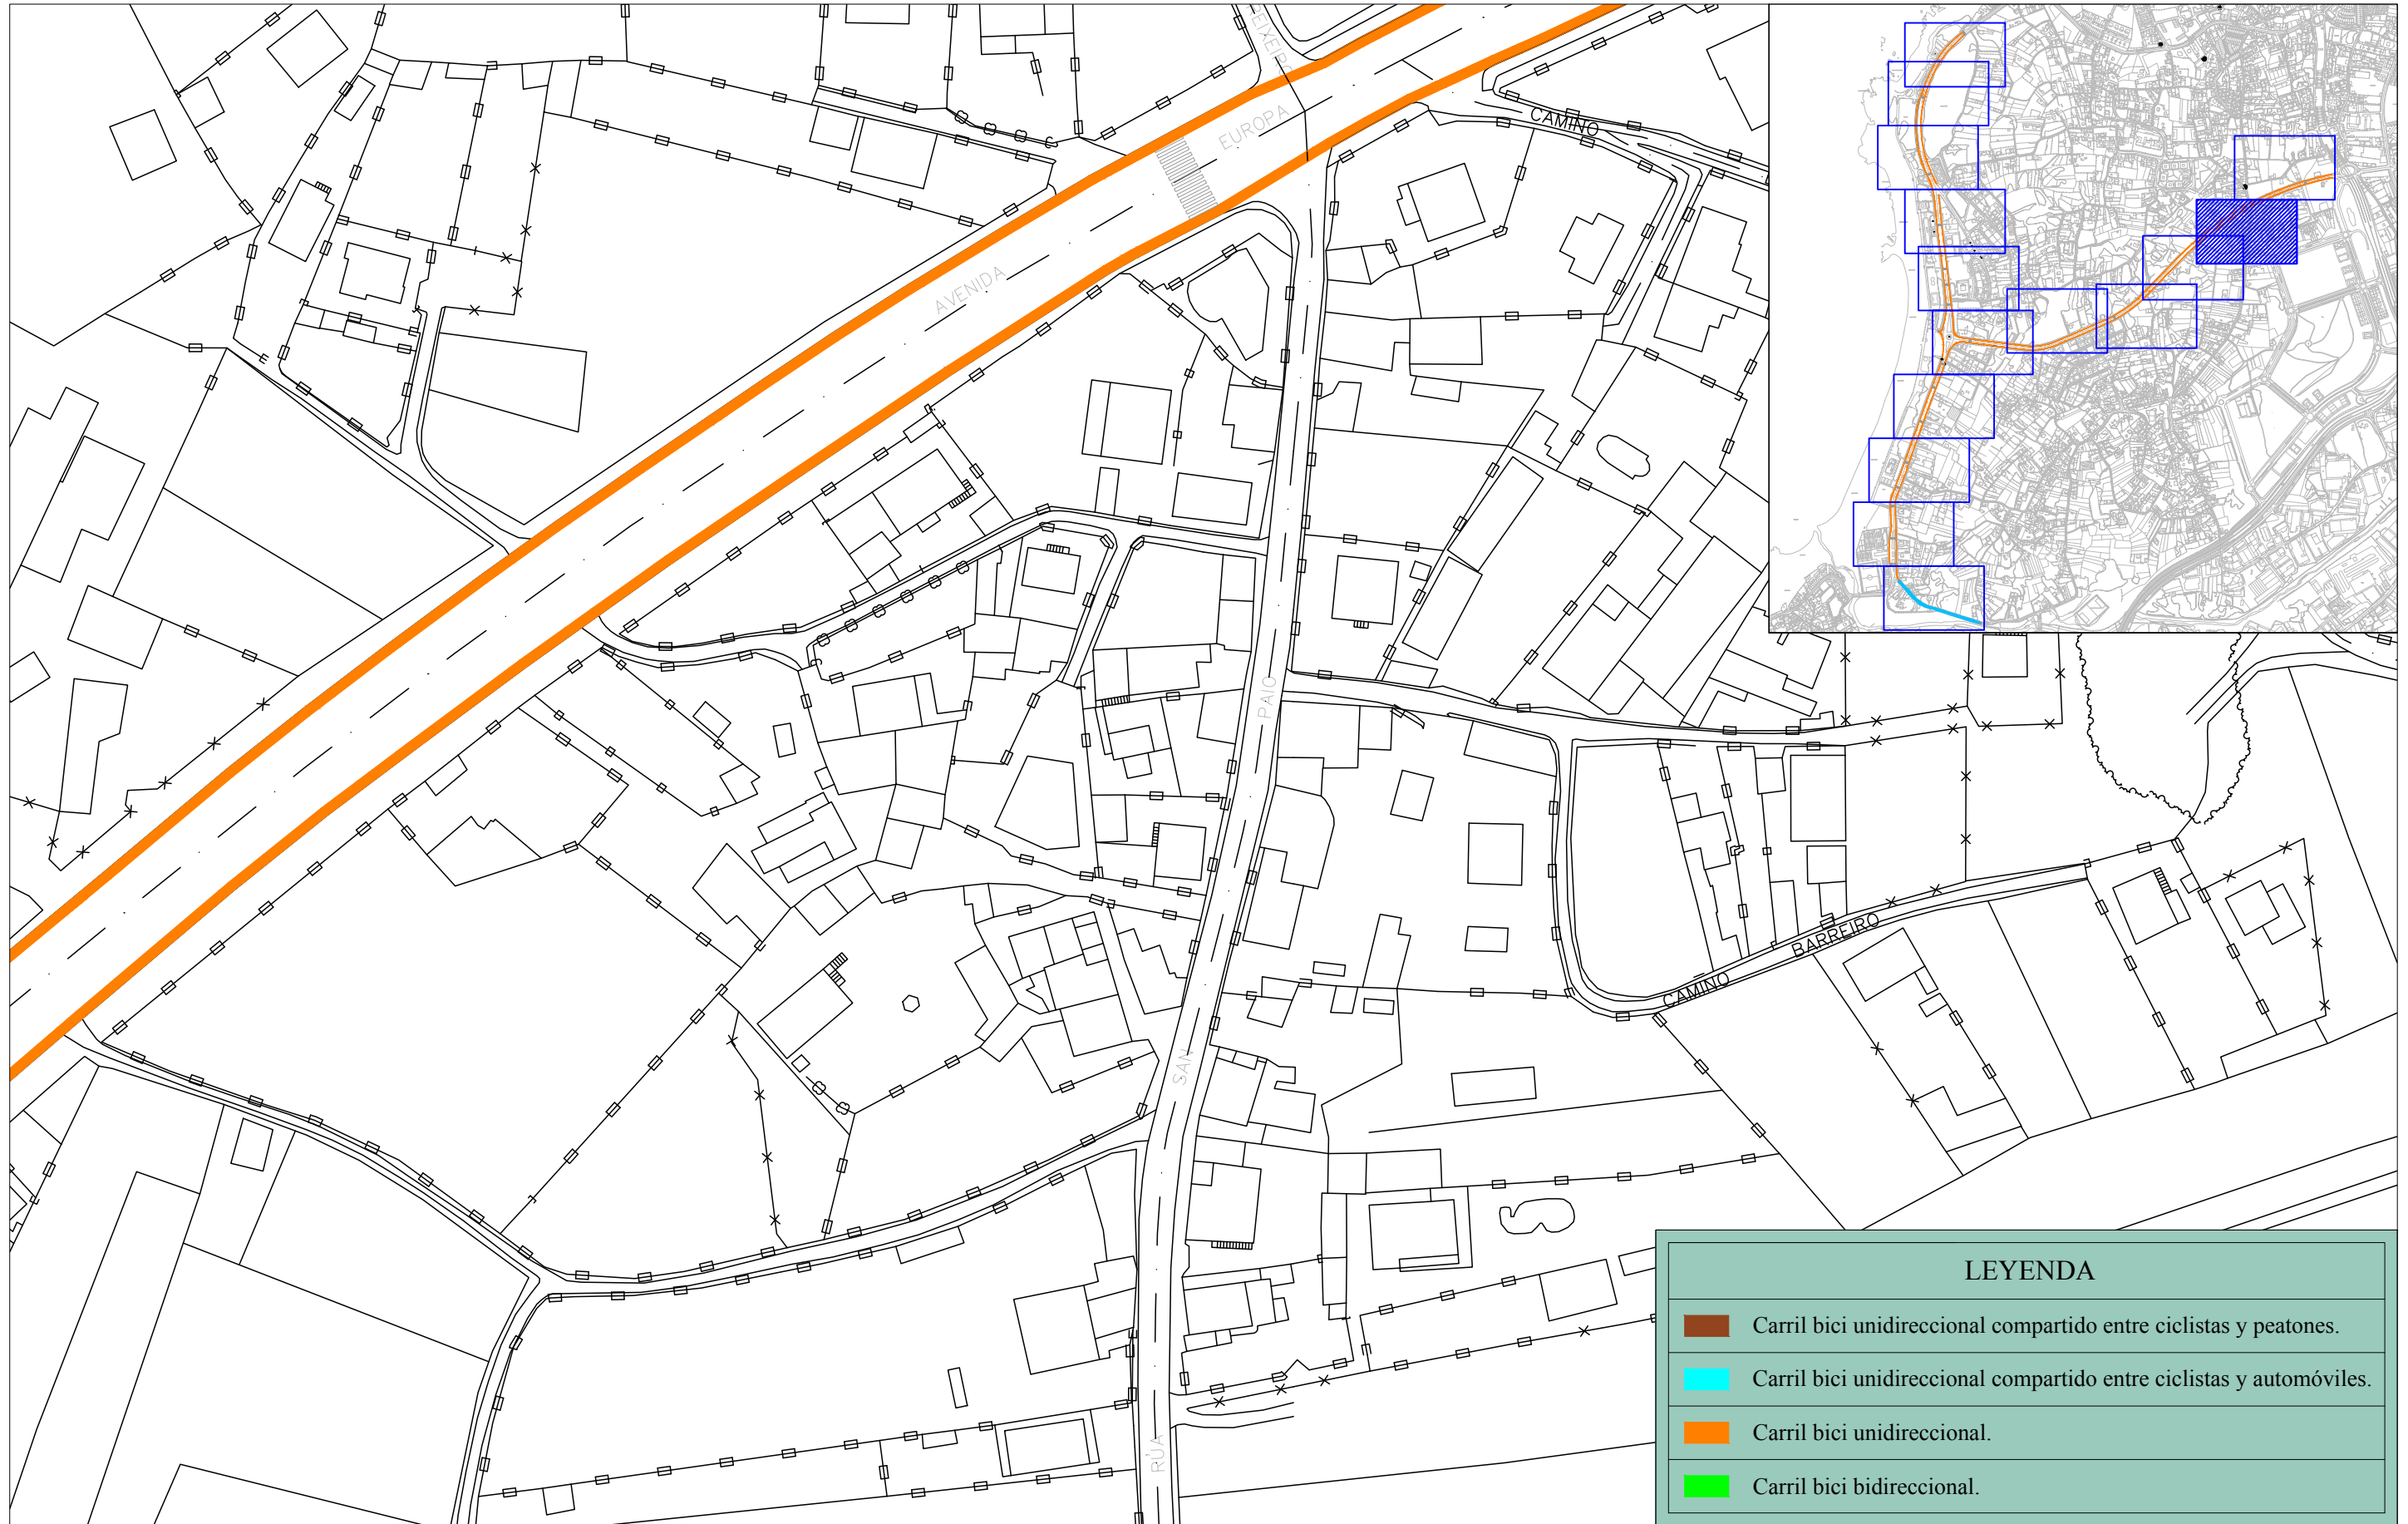 TEIXEIRO
EUROPA
CAMINO
AVENIDA
PAIO
BARREIRO
CAMINO
SAN
RÚA
LEYENDA
Carril bici unidireccional compartido entre ciclistas y peatones.
Carril bici unidireccional compartido entre ciclistas y automóviles.
Carril bici unidireccional.
Carril bici bidireccional.